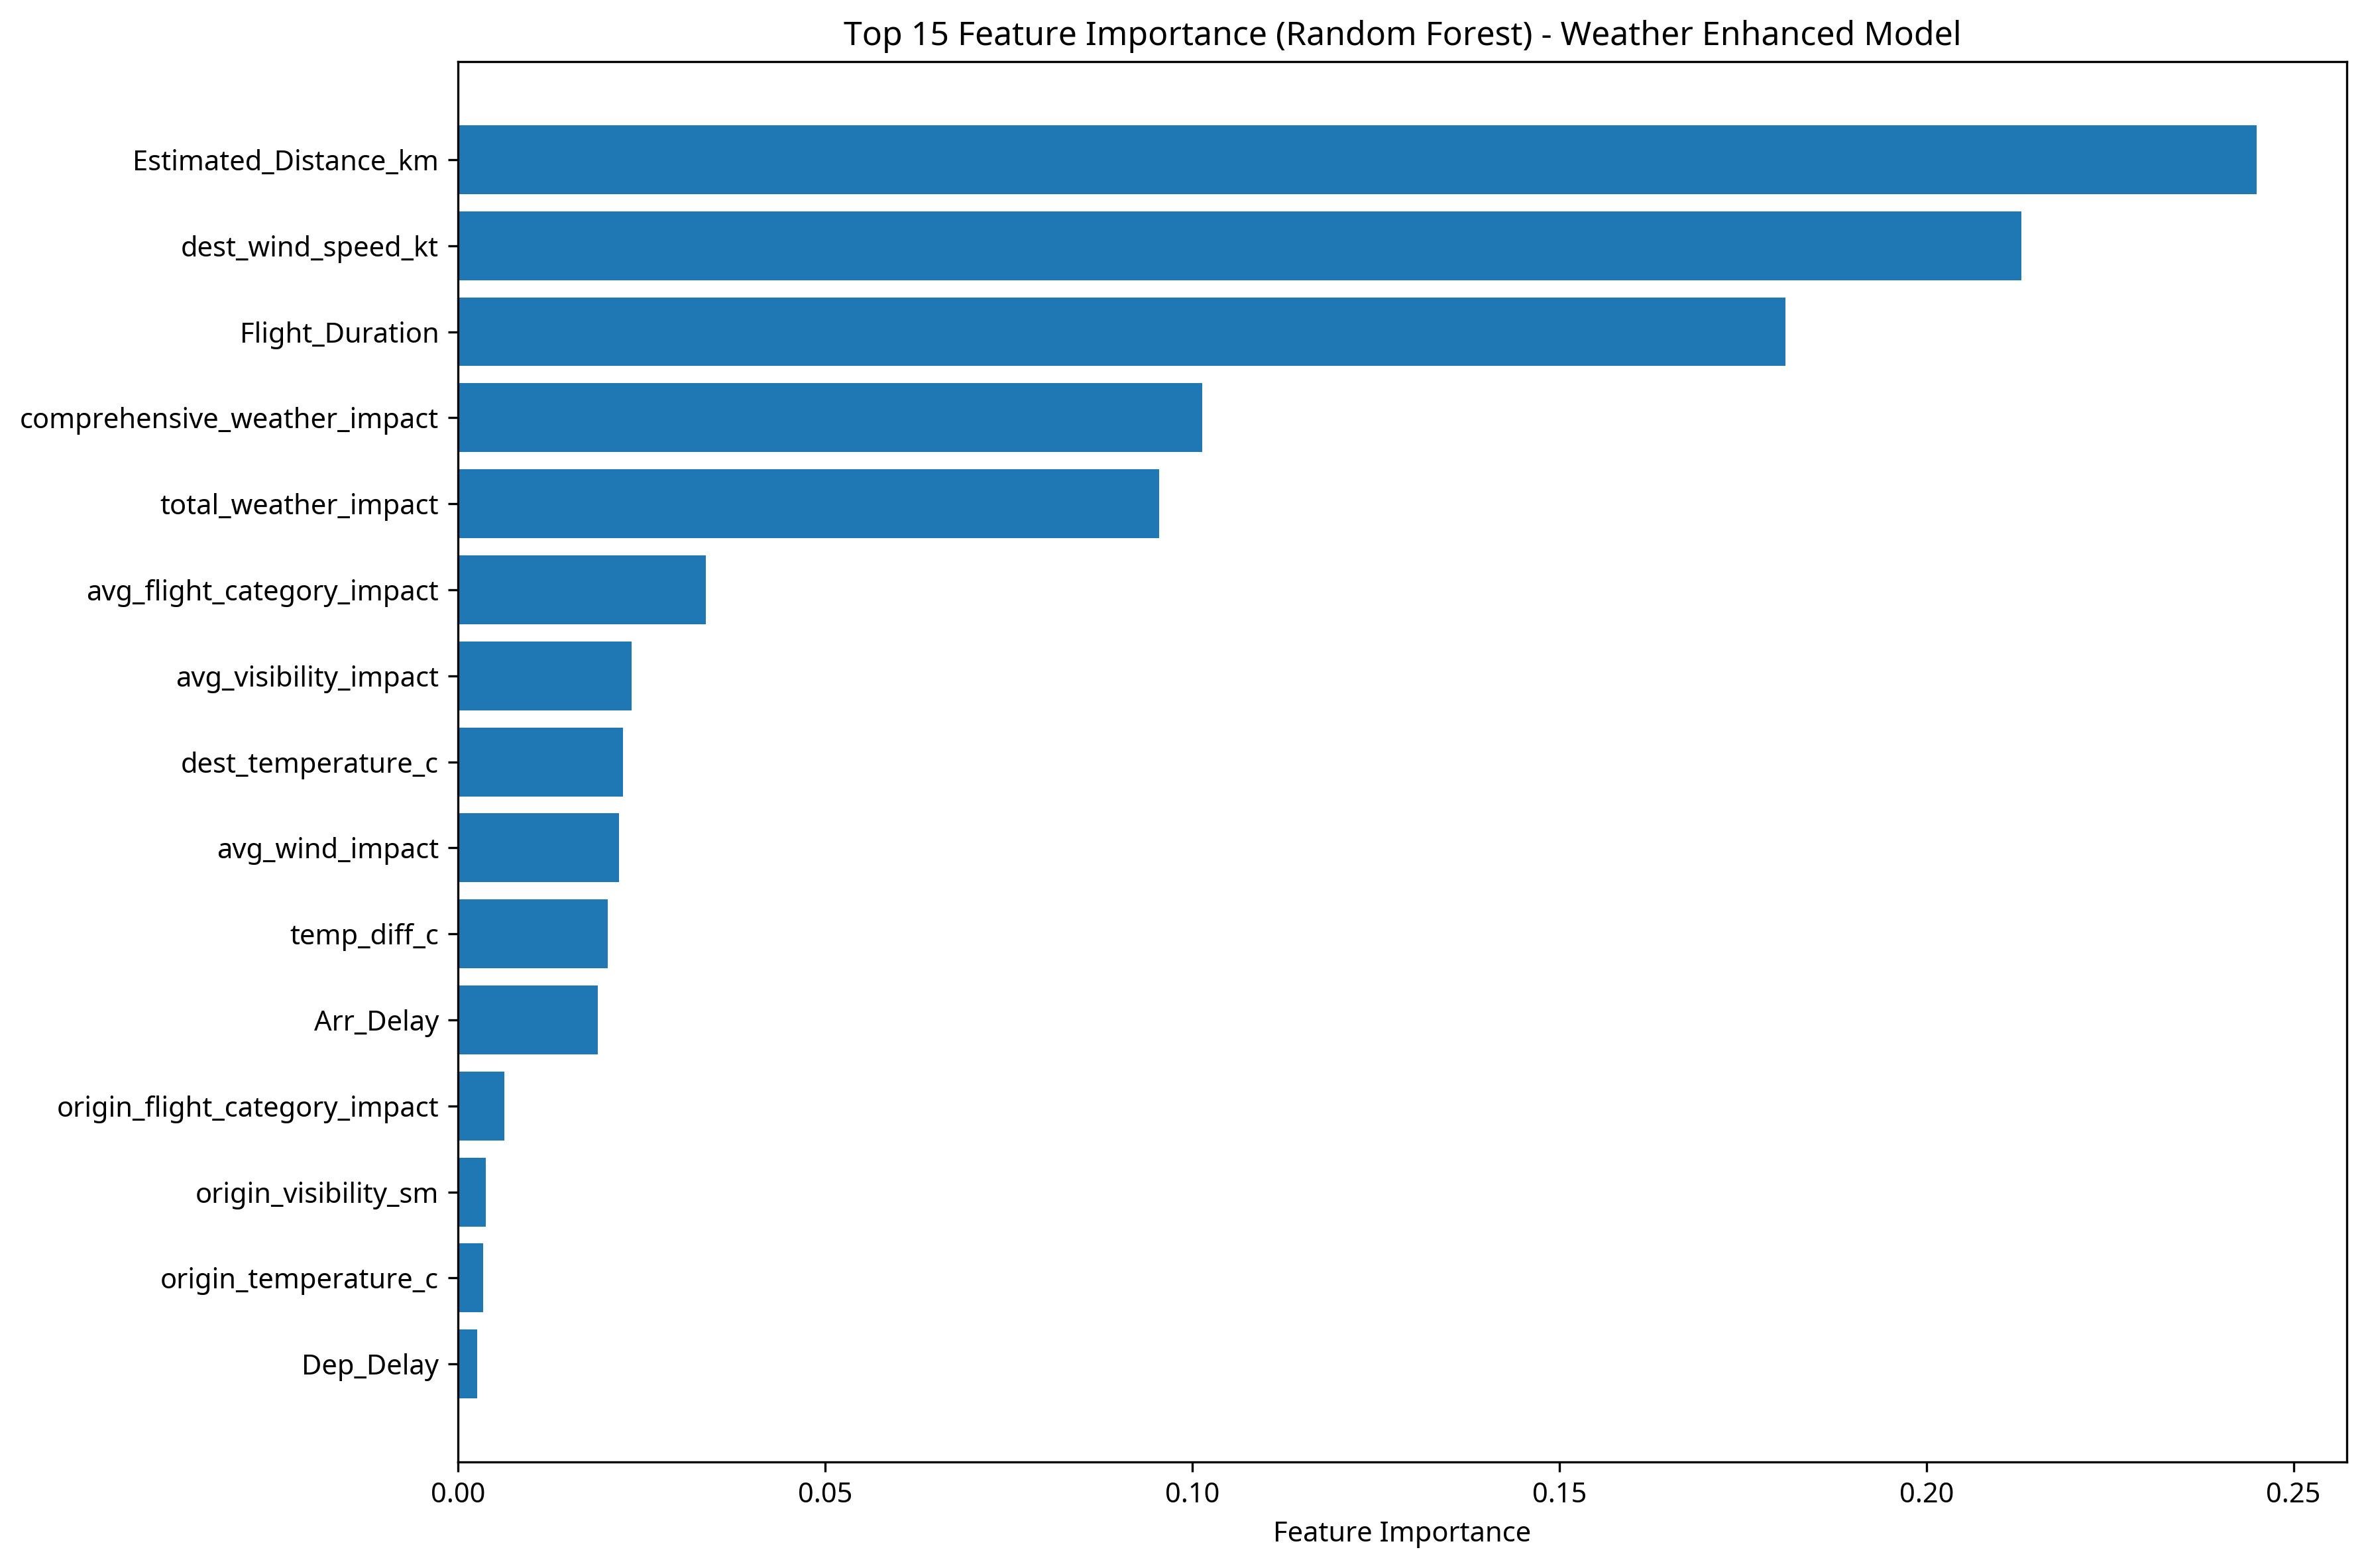 Top 15 Feature Importance (Random Forest) - Weather Enhanced Model
Estimated_Distance_km
dest_wind_speed_kt
Flight_Duration
comprehensive_weather_impact
total_weather_impact
avg_flight_category_impact
avg_visibility_impact
dest_temperature_c
avg_wind_impact
temp_diff_c
Arr_Delay
origin_flight_category_impact
origin_visibility_sm
origin_temperature_c
Dep_Delay
0.00 0.05 0.10 0.15 0.20 0.25
Feature Importance